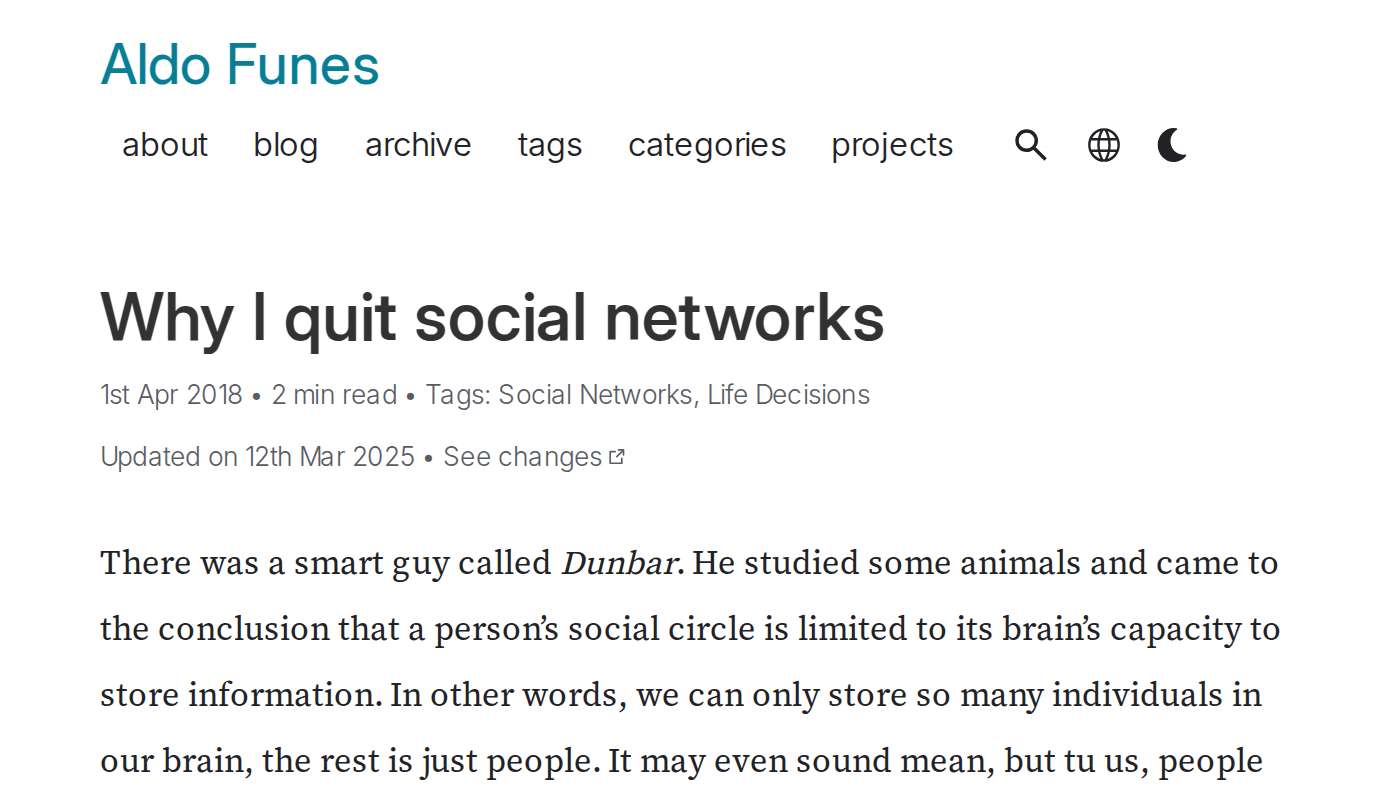 Aldo Funes
about blog archive tags categories projects
Why I quit social networks
1st Apr 2018 • 2 min read • Tags: Social Networks, Life Decisions
Updated on 12th Mar 2025 • See changes
There was a smart guy called Dunbar. He studied some animals and came to
the conclusion that a person’s social circle is limited to its brain’s capacity to
store information. In other words, we can only store so many individuals in
our brain, the rest is just people. It may even sound mean, but tu us, people